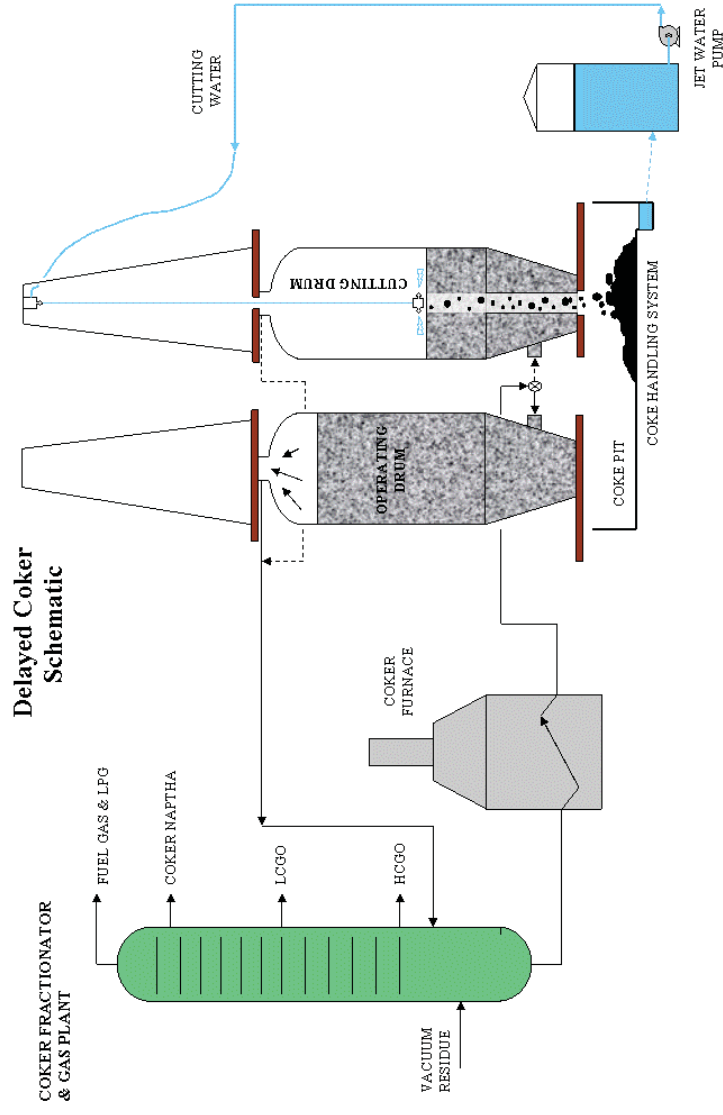 Delayed Coker
Schematic
COKER FRACTIONATOR
& GAS PLANT
FUEL GAS & LPG
COKER NAPTHA
LCGO
HCGO
VACUUM
RESIDUE
COKER
FURNACE
OPERATING
DRUM
CUTTING DRUM
CUTTING
WATER
COKE PIT
COKE HANDLING SYSTEM
JET WATER
PUMP